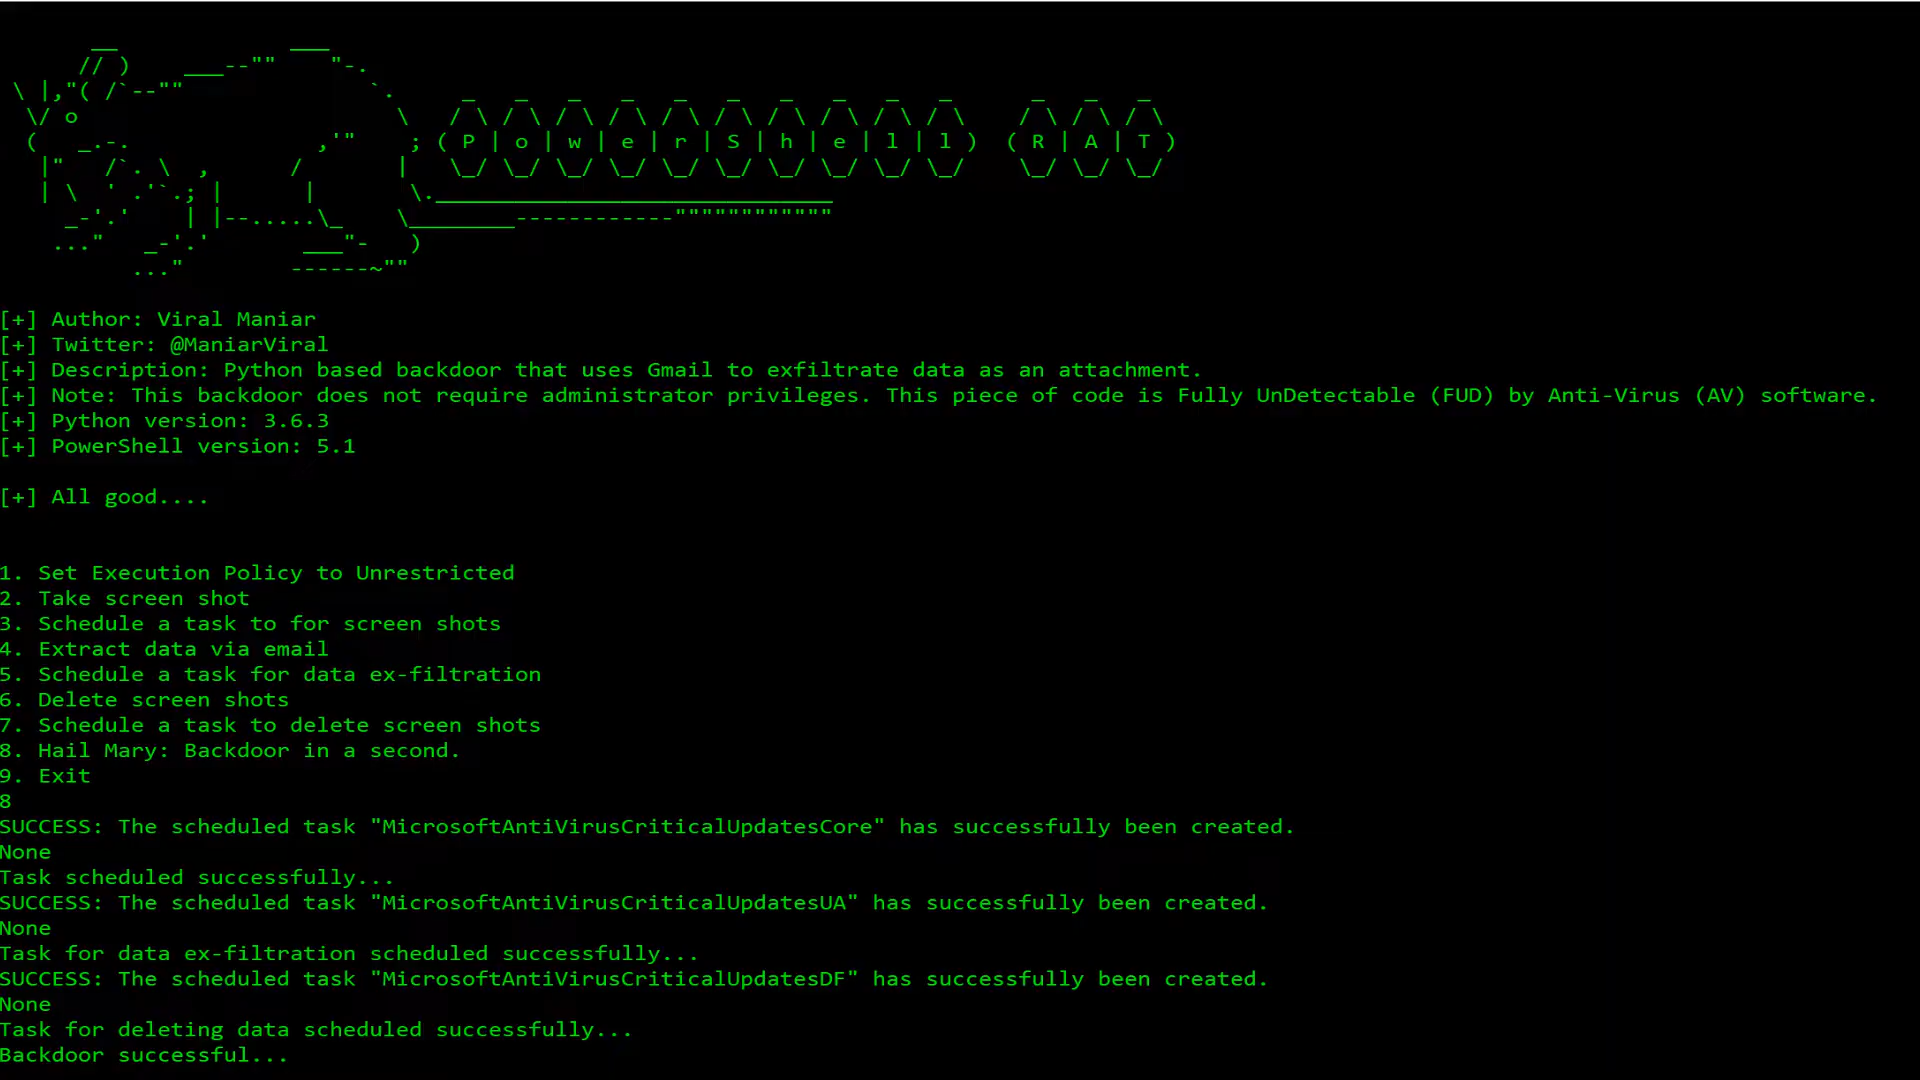 (P|o|w|e|r|S|h|e|l|l) (R|A|T)
[+] Author: Viral Maniar
[+] Twitter: @ManiarViral
[+] Description: Python based backdoor that uses Gmail to exfiltrate data as an attachment.
[+] Note: This backdoor does not require administrator privileges. This piece of code is Fully UnDetectable (FUD) by Anti-Virus (AV) software.
[+] Python version: 3.6.3
[+] PowerShell version: 5.1
[+] All good....
1. Set Execution Policy to Unrestricted
2. Take screen shot
3. Schedule a task to for screen shots
4. Extract data via email
5. Schedule a task for data ex-filtration
6. Delete screen shots
7. Schedule a task to delete screen shots
8. Hail Mary: Backdoor in a second.
9. Exit
8
SUCCESS: The scheduled task "MicrosoftAntiVirusCriticalUpdatesCore" has successfully been created.
None
Task scheduled successfully...
SUCCESS: The scheduled task "MicrosoftAntiVirusCriticalUpdatesUA" has successfully been created.
None
Task for data ex-filtration scheduled successfully...
SUCCESS: The scheduled task "MicrosoftAntiVirusCriticalUpdatesDF" has successfully been created.
None
Task for deleting data scheduled successfully...
Backdoor successful...